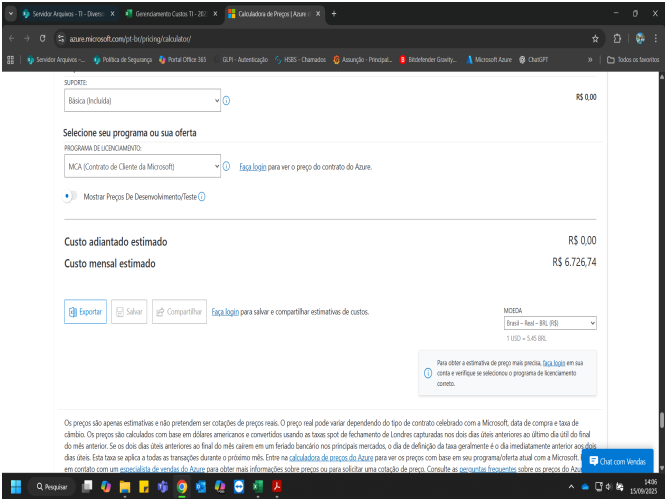 Servidor Arquivos - TI - Divers
Gerenciamento Custos TI - 202
Calculadora de Preços | Azure
azure.microsoft.com/pt-br/pricing/calculator/
Servidor Arquivos -...
Política de Segurança
Portal Office 365
GLPI - Autenticação
HSBS - Chamados
Assunção - Principal...
Bitdefender Gravity...
Microsoft Azure
ChatGPT
»
Todos os favoritos
SUPORTE:
Básica (Incluída)
R$ 0,00
Selecione seu programa ou sua oferta
PROGRAMA DE LICENCIAMENTO:
MCA (Contrato de Cliente da Microsoft)
Faça login para ver o preço do contrato do Azure.
Mostrar Preços De Desenvolvimento/Teste
Custo adiantado estimado
R$ 0,00
Custo mensal estimado
R$ 6.726,74
Exportar
Salvar
Compartilhar
Faça login para salvar e compartilhar estimativas de custos.
MOEDA
Brasil – Real – BRL (R$)
1 USD = 5.45 BRL
Para obter a estimativa de preço mais precisa, faça login em sua
conta e verifique se selecionou o programa de licenciamento
correto.
Os preços são apenas estimativas e não pretendem ser cotações de preços reais. O preço real pode variar dependendo do tipo de contrato celebrado com a Microsoft, data de compra e taxa de
câmbio. Os preços são calculados com base em dólares americanos e convertidos usando as taxas spot de fechamento de Londres capturadas nos dois dias úteis anteriores ao último dia útil do final
do mês anterior. Se os dois dias úteis anteriores ao final do mês caírem em um feriado bancário nos principais mercados, o dia de definição da taxa geralmente é o dia imediatamente anterior aos dois
dias úteis. Esta taxa se aplica a todas as transações durante o próximo mês. Entre na calculadora de preços do Azure para ver os preços com base em seu programa/oferta atual com a Microsoft.
em contato com um especialista de vendas do Azure para obter mais informações sobre preços ou para solicitar uma cotação de preço. Consulte as perguntas frequentes sobre os preços do Azu
Chat com Vendas
Pesquisar
14:06
15/09/2025